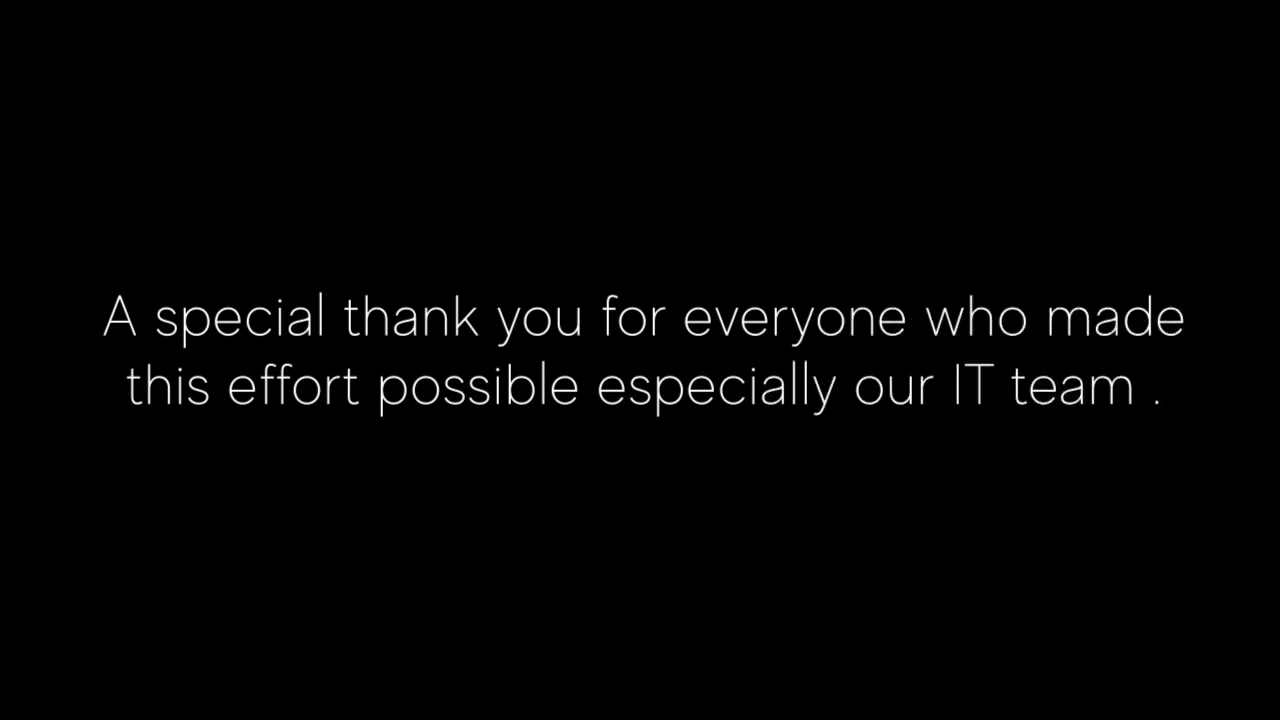 A special thank you for everyone who made
this effort possible especially our IT team .